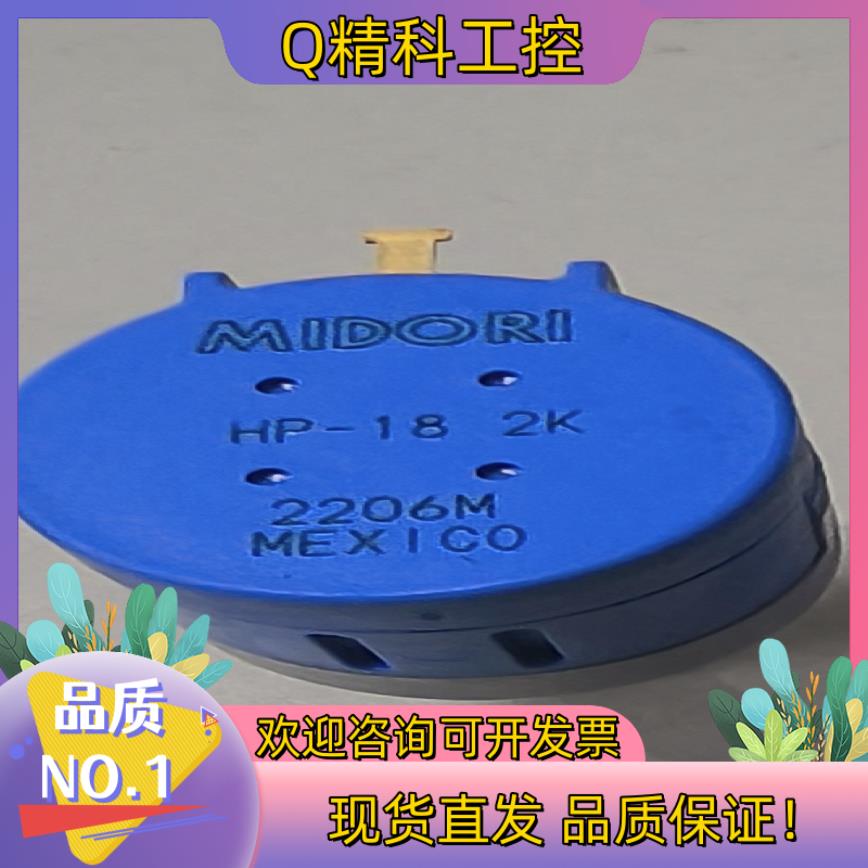 Q精科工控
MIDORI
HP-18 2K
2206M
MEXICO
品质
NO.1
欢迎咨询可开发票
现货直发 品质保证!